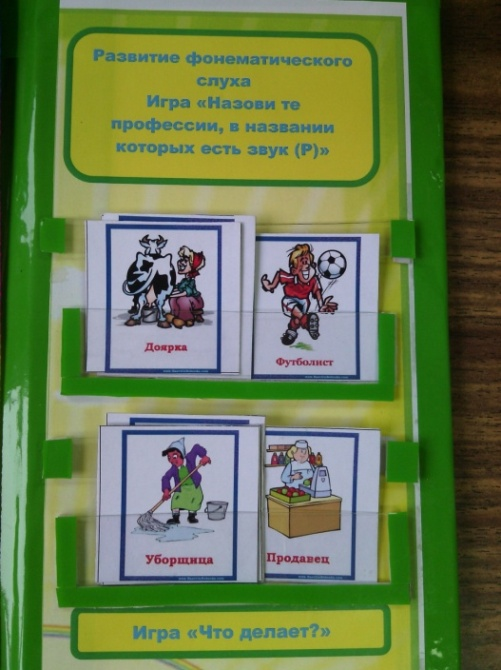 Развитие фонематического
слуха
Игра «Назови те
профессии, в названии
которых есть звук (Р)»
Доярка
Футболист
Уборщица
Продавец
Игра «Что делает?»